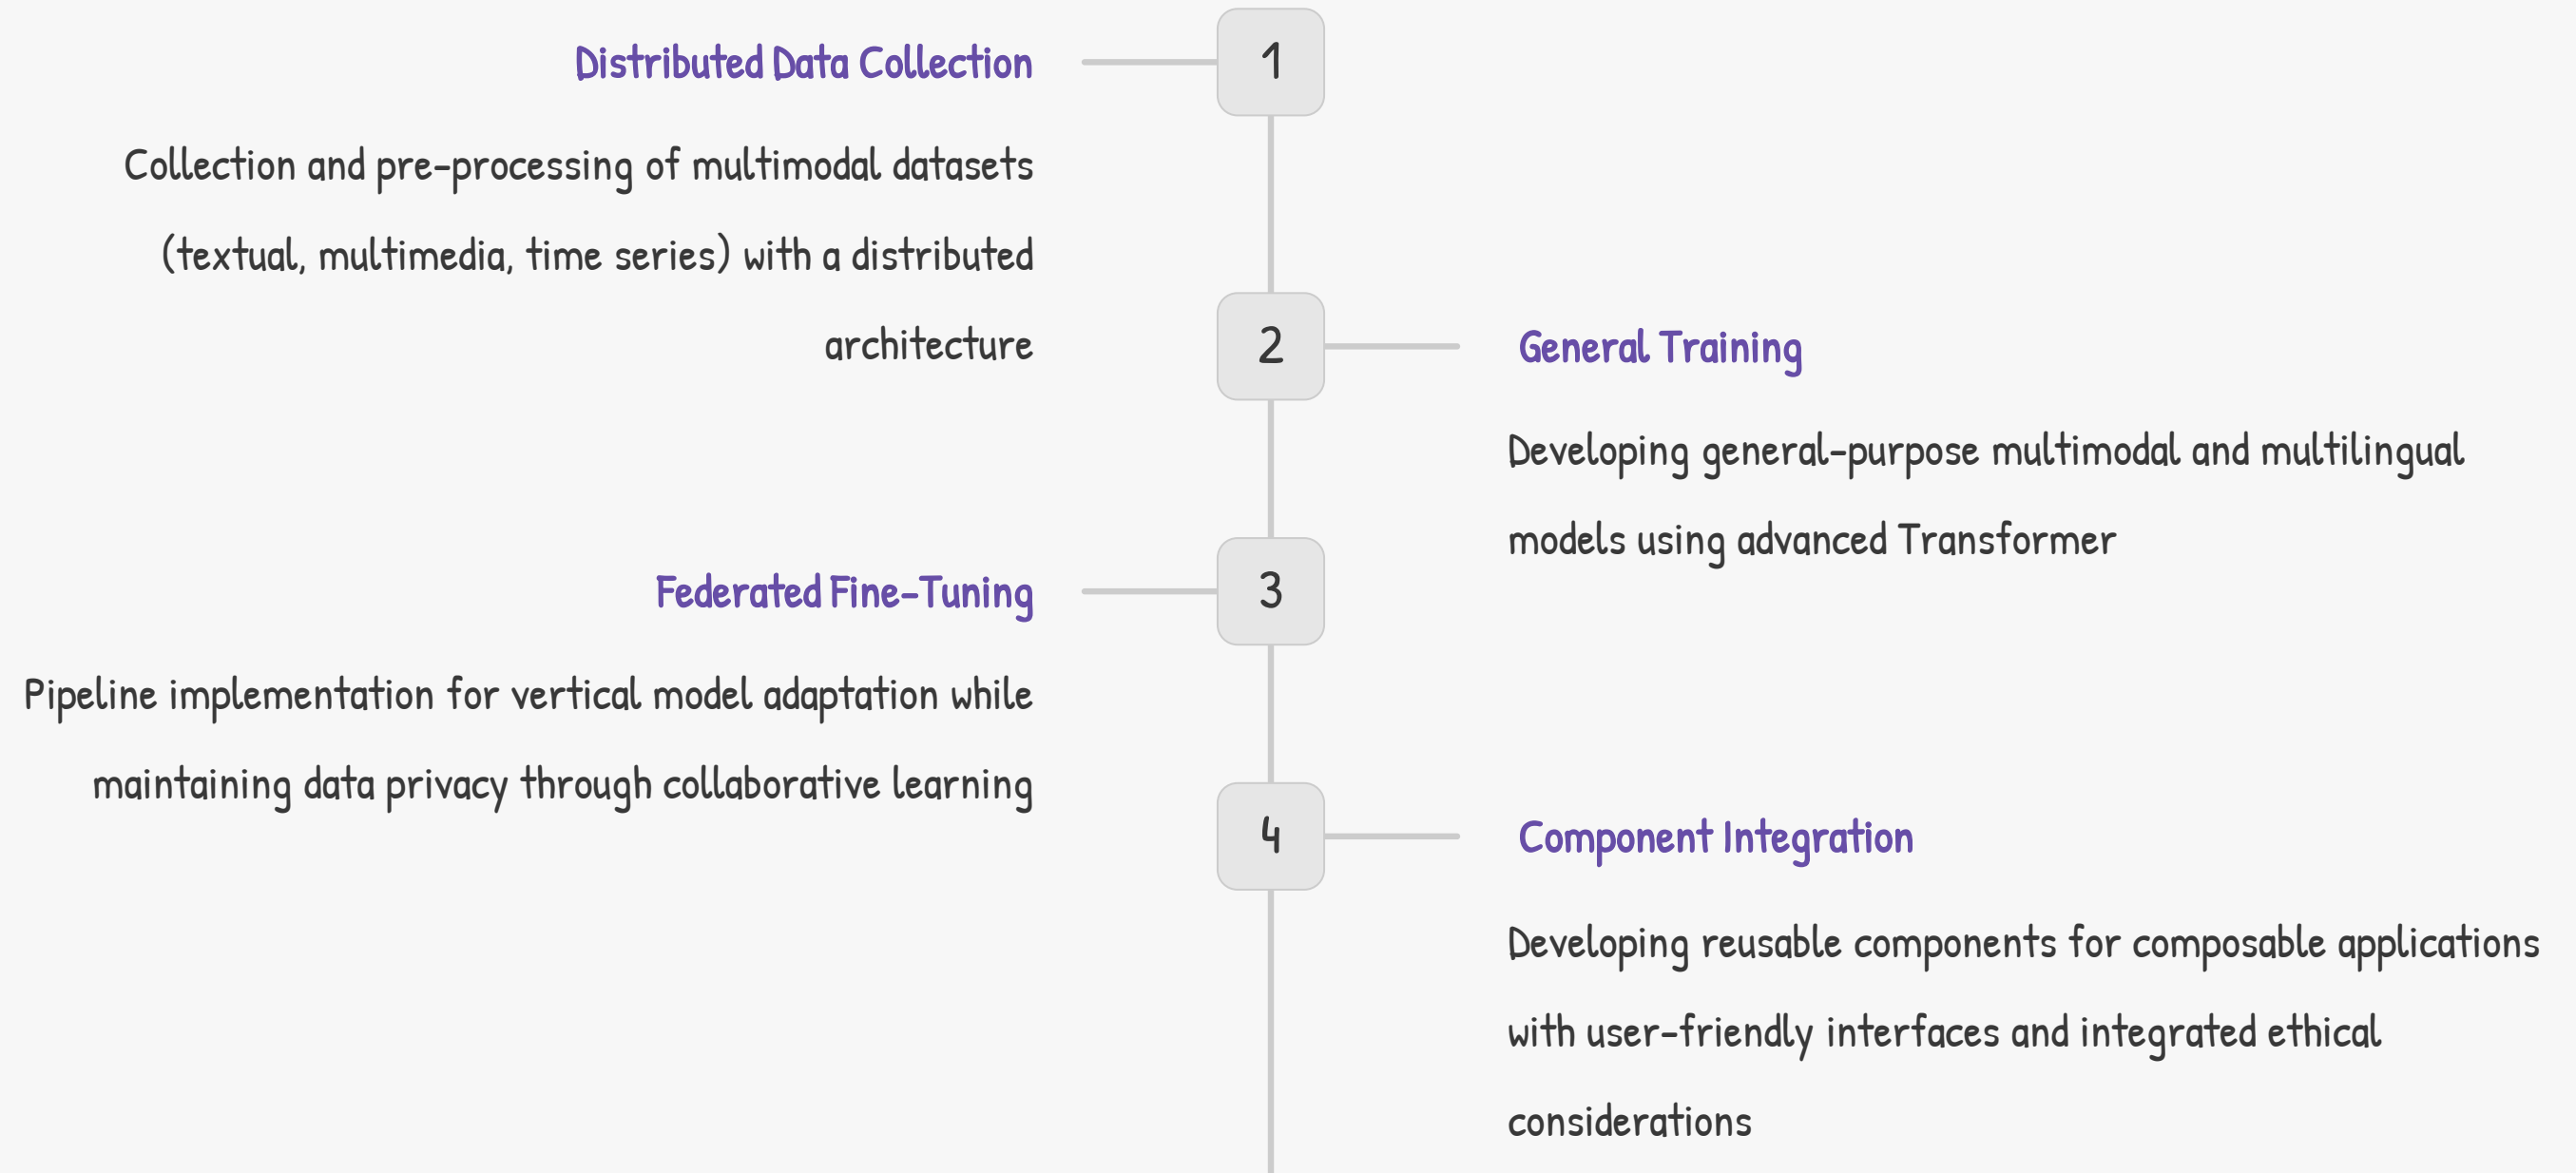 1
Distributed Data Collection
Collection and pre-processing of multimodal datasets
(textual, multimedia, time series) with a distributed
architecture
2
General Training
Developing general-purpose multimodal and multilingual
models using advanced Transformer
3
Federated Fine-Tuning
Pipeline implementation for vertical model adaptation while
maintaining data privacy through collaborative learning
4
Component Integration
Developing reusable components for composable applications
with user-friendly interfaces and integrated ethical
considerations